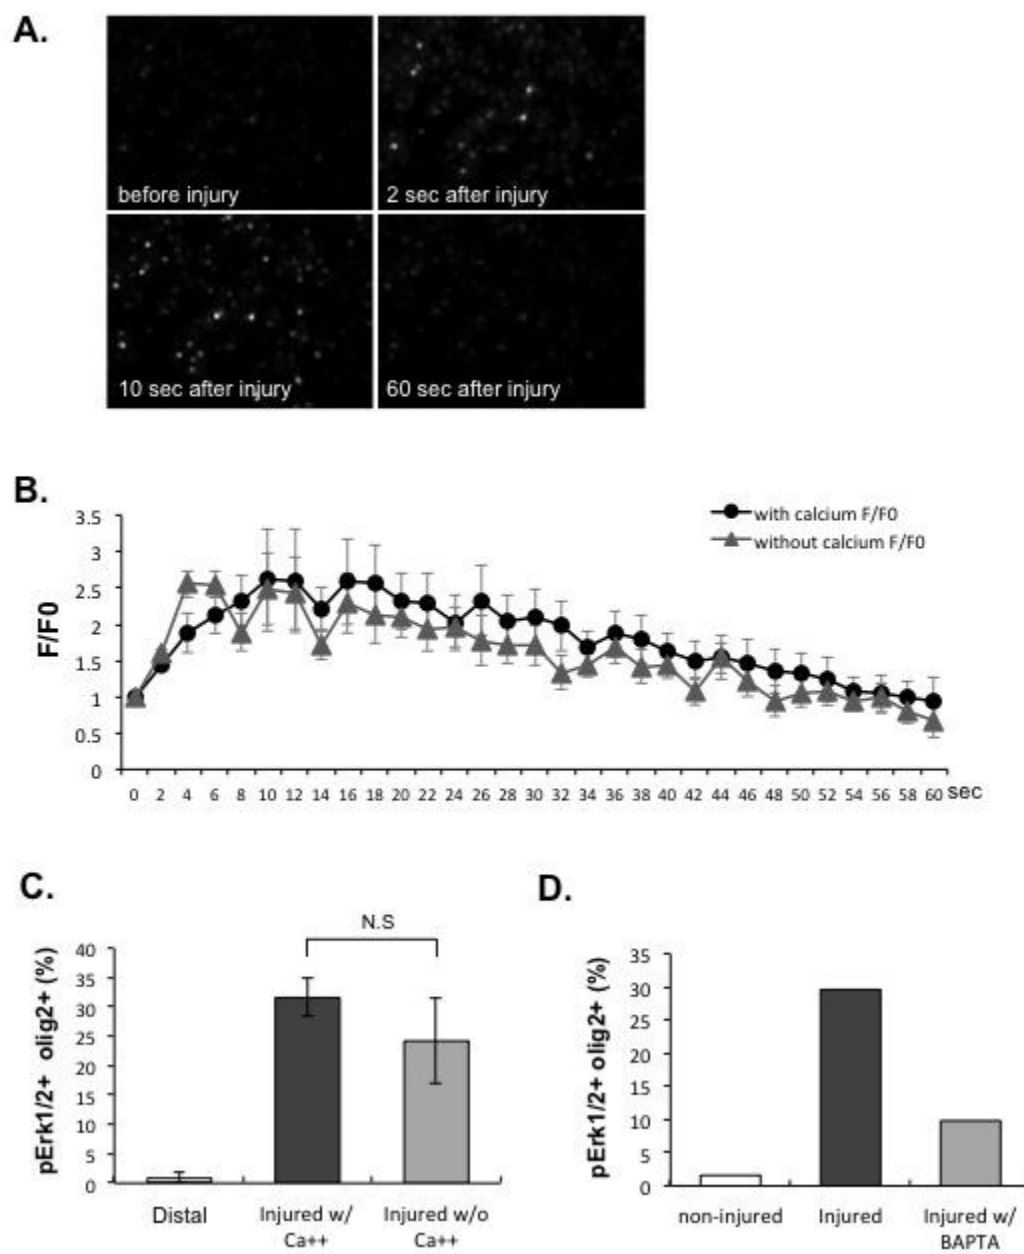 A.
before injury
2 sec after injury
10 sec after injury
60 sec after injury
B.
with calcium F/F0
without calcium F/F0
F/F0
3.5
3
2.5
2
1.5
1
0.5
0
0 2 4 6 8 10 12 14 16 18 20 22 24 26 28 30 32 34 36 38 40 42 44 46 48 50 52 54 56 58 60 sec
C.
N.S
pErk1/2+ olig2+ (%)
40
35
30
25
20
15
10
5
0
Distal
Injured w/
Ca++
Injured w/o
Ca++
D.
pErk1/2+ olig2+ (%)
35
30
25
20
15
10
5
0
non-injured
Injured
Injured w/
BAPTA